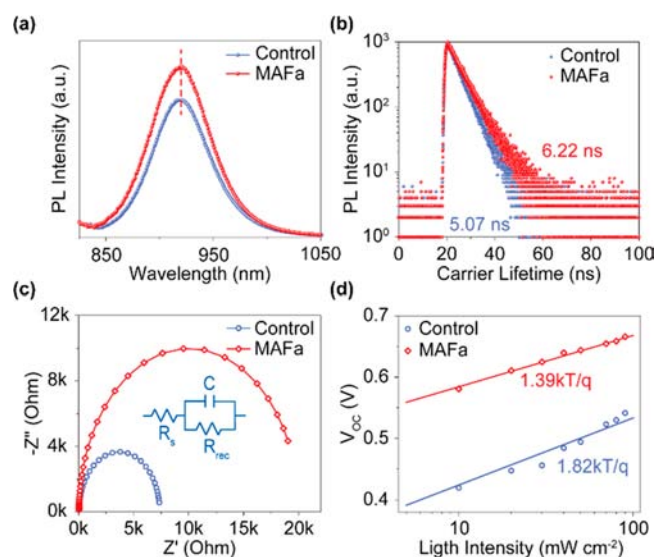 (a)
Control
MAFa
PL Intensity (a.u.)
850
950
1050
Wavelength (nm)
(b)
Control
MAFa
PL Intensity (a.u.)
10³
10²
10¹
10⁰
6.22 ns
5.07 ns
0
20
40
60
80
100
Carrier Lifetime (ns)
(c)
Control
MAFa
-Z" (Ohm)
12k
8k
4k
0k
C
Rs
Rrec
0k
5k
10k
15k
20k
Z' (Ohm)
(d)
Control
MAFa
VOC (V)
0.7
0.6
0.5
0.4
1.39kT/q
1.82kT/q
10
100
Ligth Intensity (mW cm⁻²)